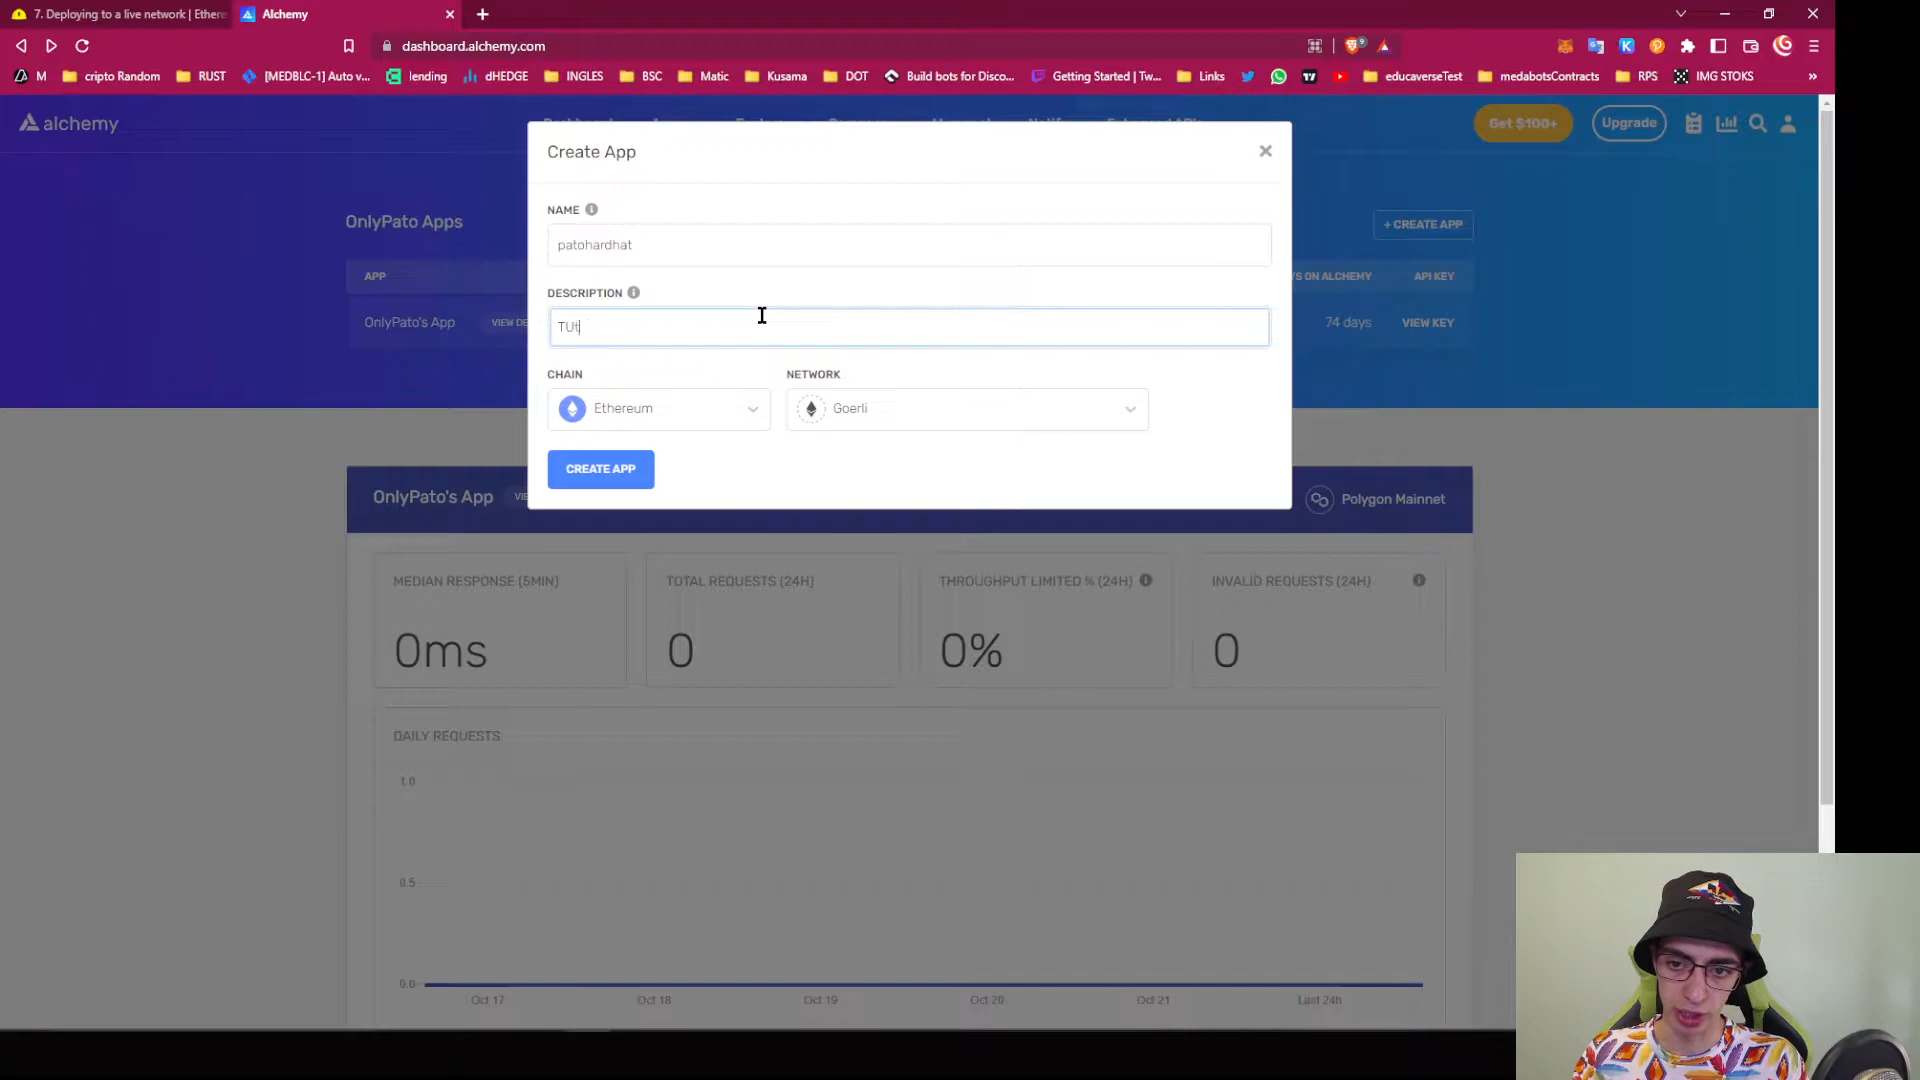 7. Deploying to a live network | Ethere
Alchemy
dashboard.alchemy.com
9
M
cripto Random
RUST
[MEDBLC-1] Auto v...
lending
dHEDGE
INGLES
BSC
Matic
Kusama
DOT
Build bots for Disco...
Getting Started | Tw...
Links
educaverseTest
medabotsContracts
RPS
IMG STOKS
»
alchemy
Get $100+
Upgrade
Create App
NAME
patohardhat
DESCRIPTION
TUt
CHAIN
NETWORK
Ethereum
Goerli
CREATE APP
OnlyPato Apps
+ CREATE APP
APP
S ON ALCHEMY
API KEY
OnlyPato's App
VIEW DE
74 days
VIEW KEY
OnlyPato's App
VIE
Polygon Mainnet
MEDIAN RESPONSE (5MIN)
TOTAL REQUESTS (24H)
THROUGHPUT LIMITED % (24H)
INVALID REQUESTS (24H)
0ms
0
0%
0
DAILY REQUESTS
1.0
0.5
0.0
Oct 17
Oct 18
Oct 19
Oct 20
Oct 21
Last 24h